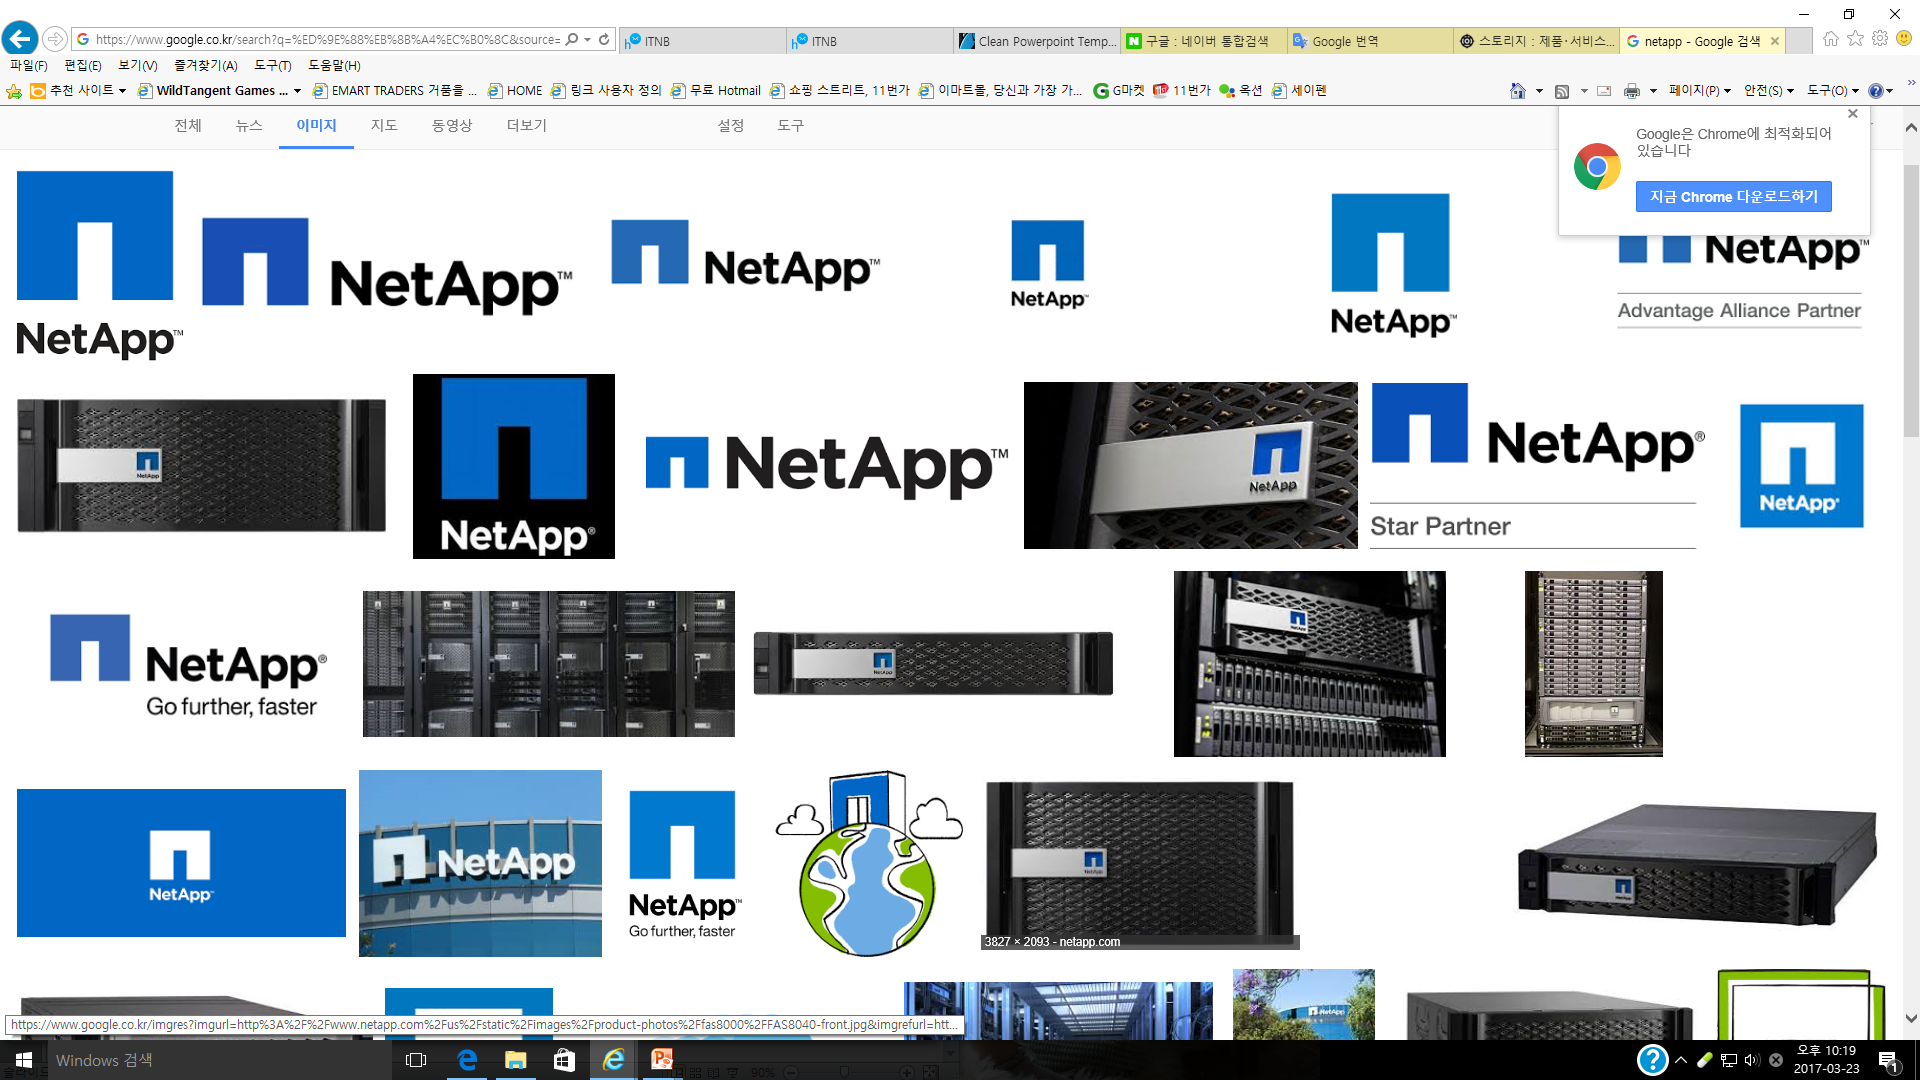 https://www.google.co.kr/search?q=%ED%9E%88%EB%8B%A4%EC%B0%8C&source=
ITNB
ITNB
Clean Powerpoint Temp...
구글 : 네이버 통합검색
Google 번역
스토리지 : 제품·서비스...
netapp - Google 검색
파일(F) 편집(E) 보기(V) 즐겨찾기(A) 도구(T) 도움말(H)
추천 사이트
WildTangent Games ...
EMART TRADERS 거품을 ...
HOME
링크 사용자 정의
무료 Hotmail
쇼핑 스트리트, 11번가
이마트몰, 당신과 가장 가...
G마켓
11번가
옥션
세이펜
페이지(P) 안전(S) 도구(O)
전체 뉴스 이미지 지도 동영상 더보기 설정 도구
Google은 Chrome에 최적화되어
있습니다
지금 Chrome 다운로드하기
NetApp™
NetApp™
NetApp™
NetApp™
NetApp™
NetApp™
Advantage Alliance Partner
NetApp
NetApp®
NetApp™
NetApp
NetApp®
Star Partner
NetApp®
NetApp®
Go further, faster
NetApp
NetApp
NetApp™
NetApp
NetApp™
Go further, faster
NetApp
3827 × 2093 - netapp.com
NetApp
NetApp
https://www.google.co.kr/imgres?imgurl=http%3A%2F%2Fwww.netapp.com%2Fus%2Fstatic%2Fimages%2Fproduct-photos%2Ffas8000%2FFAS8040-front.jpg&imgrefurl=htt...
Windows 검색
90%
오후 10:19
2017-03-23
1